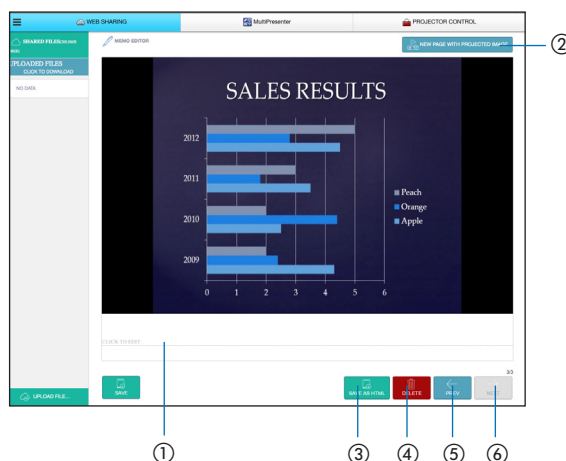 WEB SHARING
MultiPresenter
PROJECTOR CONTROL
SHARED FILES
MEMO EDITOR
NEW PAGE WITH PROJECTED IMAGE
②
UPLOADED FILES
CLICK TO DOWNLOAD
NO DATA
SALES RESULTS
2012
2011
2010
2009
Peach
Orange
Apple
0 1 2 3 4 5 6
CLICK TO EDIT
3/3
UPLOAD FILE...
SAVE
SAVE AS HTML
DELETE
PREV
NEXT
① ③ ④ ⑤ ⑥